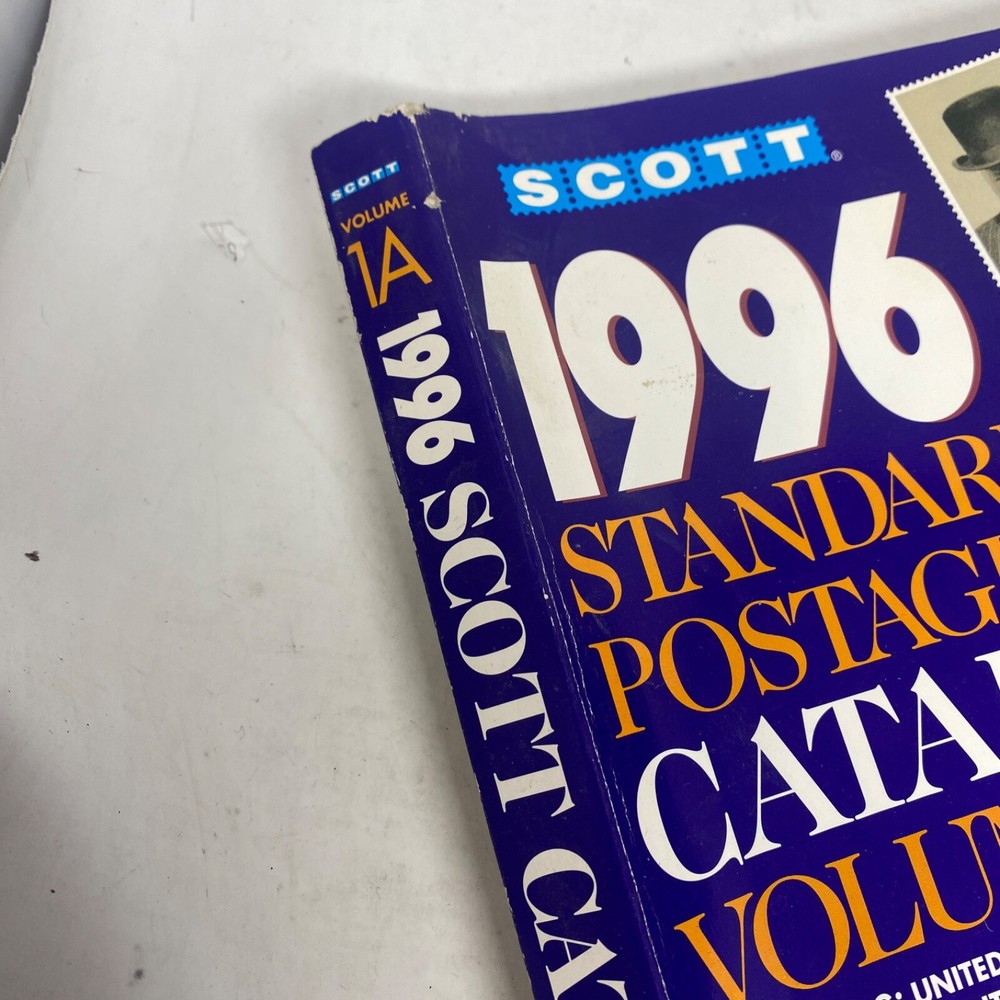 SCOTT
VOLUME
1A
1996 SCOTT CA
SCOTT®
1996
STANDAR
POSTAG
CATA
VOLU
UNITED